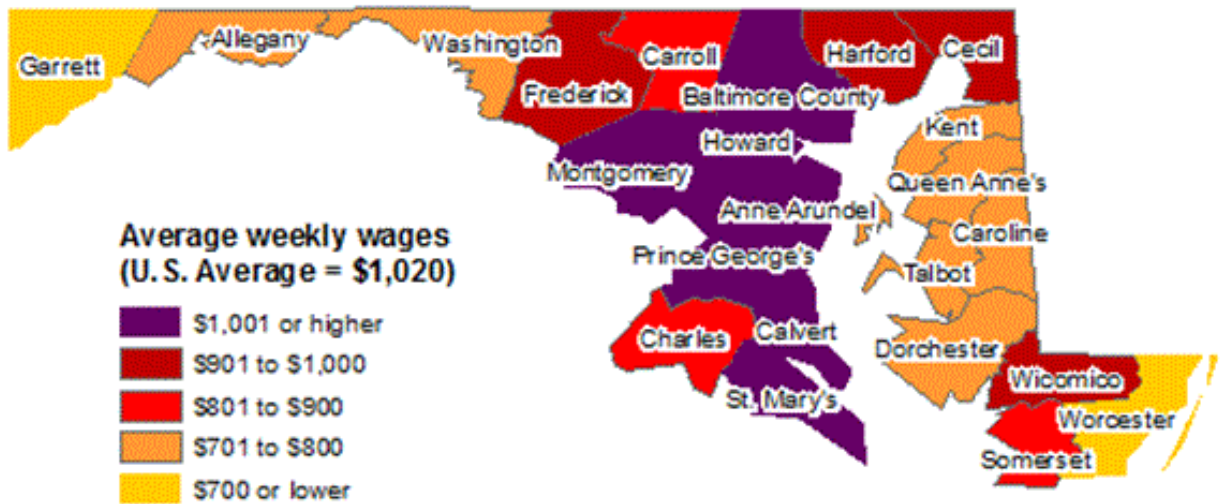 Garrett
Allegany
Washington
Frederick
Carroll
Baltimore County
Harford
Cecil
Howard
Montgomery
Anne Arundel
Prince George's
Kent
Queen Anne's
Caroline
Talbot
Charles
Calvert
St. Mary's
Dorchester
Wicomico
Worcester
Somerset
Average weekly wages
(U.S. Average = $1,020)
$1,001 or higher
$901 to $1,000
$801 to $900
$701 to $800
$700 or lower